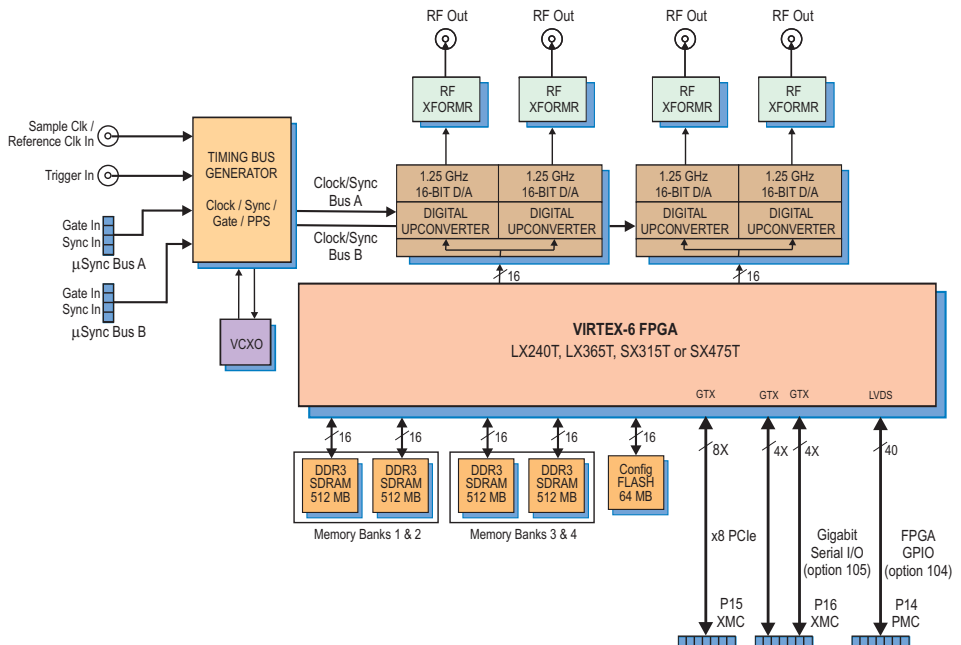 RF Out
RF Out
RF Out
RF Out
RF
XFORMR
RF
XFORMR
RF
XFORMR
RF
XFORMR
Sample Clk /
Reference Clk In
Trigger In
Gate In
Sync In
μSync Bus A
Gate In
Sync In
μSync Bus B
TIMING BUS
GENERATOR
Clock / Sync /
Gate / PPS
VCXO
Clock/Sync
Bus A
Clock/Sync
Bus B
1.25 GHz
16-BIT D/A
1.25 GHz
16-BIT D/A
DIGITAL
UPCONVERTER
DIGITAL
UPCONVERTER
1.25 GHz
16-BIT D/A
1.25 GHz
16-BIT D/A
DIGITAL
UPCONVERTER
DIGITAL
UPCONVERTER
16
16
VIRTEX-6 FPGA
LX240T, LX365T, SX315T or SX475T
GTX
GTX
GTX
LVDS
16
16
16
16
16
8X
4X
4X
40
DDR3
SDRAM
512 MB
DDR3
SDRAM
512 MB
DDR3
SDRAM
512 MB
DDR3
SDRAM
512 MB
Config
FLASH
64 MB
Memory Banks 1 & 2
Memory Banks 3 & 4
x8 PCIe
Gigabit
Serial I/O
(option 105)
FPGA
GPIO
(option 104)
P15
XMC
P16
XMC
P14
PMC